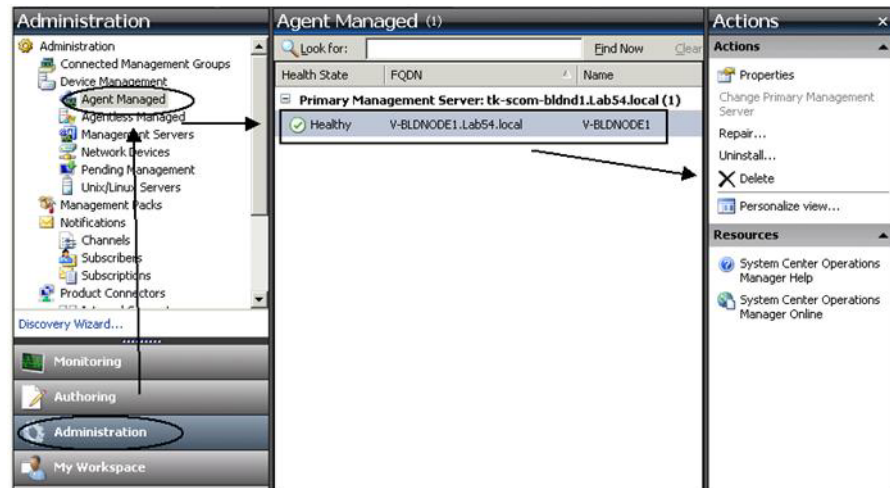 Administration
Administration
Connected Management Groups
Device Management
Agent Managed
Agentless Managed
Management Servers
Network Devices
Pending Management
Unix/Linux Servers
Management Packs
Notifications
Channels
Subscribers
Subscriptions
Product Connectors
Discovery Wizard...
Monitoring
Authoring
Administration
My Workspace
Agent Managed (1)
Look for:
Find Now
Clear
Health State FQDN Name
Primary Management Server: tk-scom-bldnd1.Lab54.local (1)
Healthy V-BLDNODE1.Lab54.local V-BLDNODE1
Actions
Actions
Properties
Change Primary Management
Server
Repair...
Uninstall...
Delete
Personalize view...
Resources
System Center Operations
Manager Help
System Center Operations
Manager Online